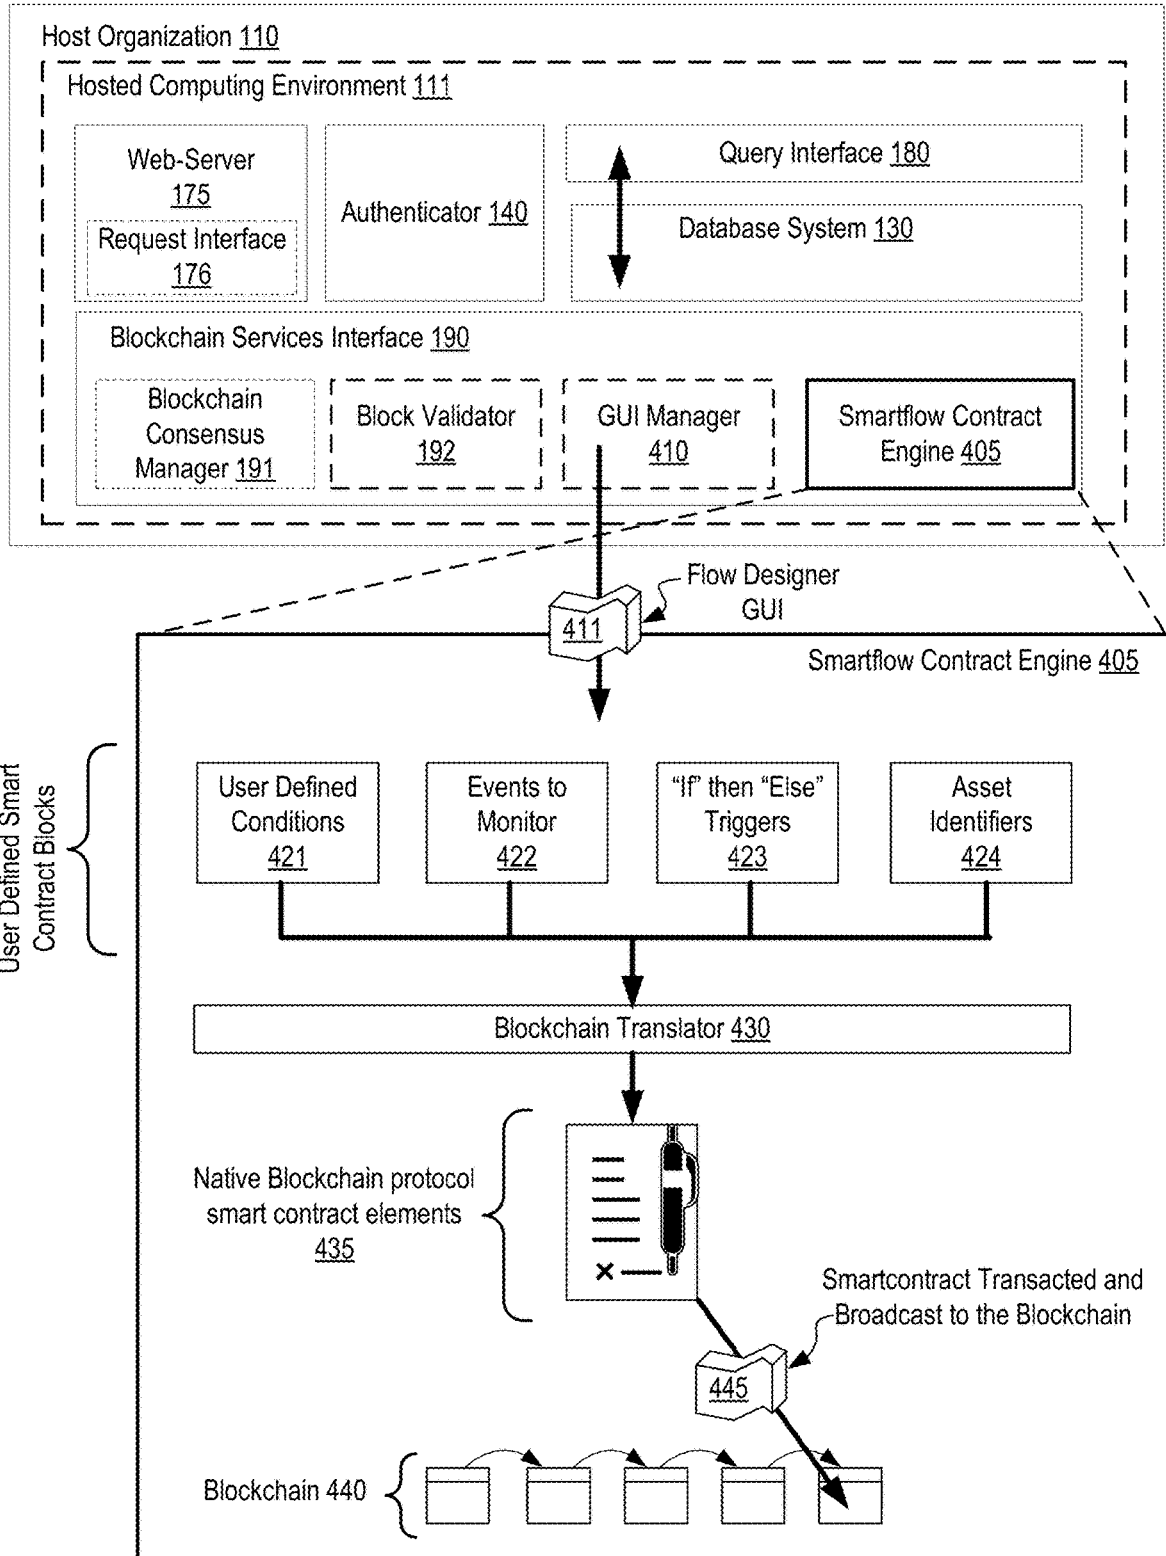 Host Organization 110
Hosted Computing Environment 111
Web-Server
175
Request Interface
176
Authenticator 140
Query Interface 180
Database System 130
Blockchain Services Interface 190
Blockchain
Consensus
Manager 191
Block Validator
192
GUI Manager
410
Smartflow Contract
Engine 405
Flow Designer
GUI
411
Smartflow Contract Engine 405
User Defined Smart
Contract Blocks
User Defined
Conditions
421
Events to
Monitor
422
“If” then “Else”
Triggers
423
Asset
Identifiers
424
Blockchain Translator 430
Native Blockchain protocol
smart contract elements
435
Smartcontract Transacted and
Broadcast to the Blockchain
445
Blockchain 440